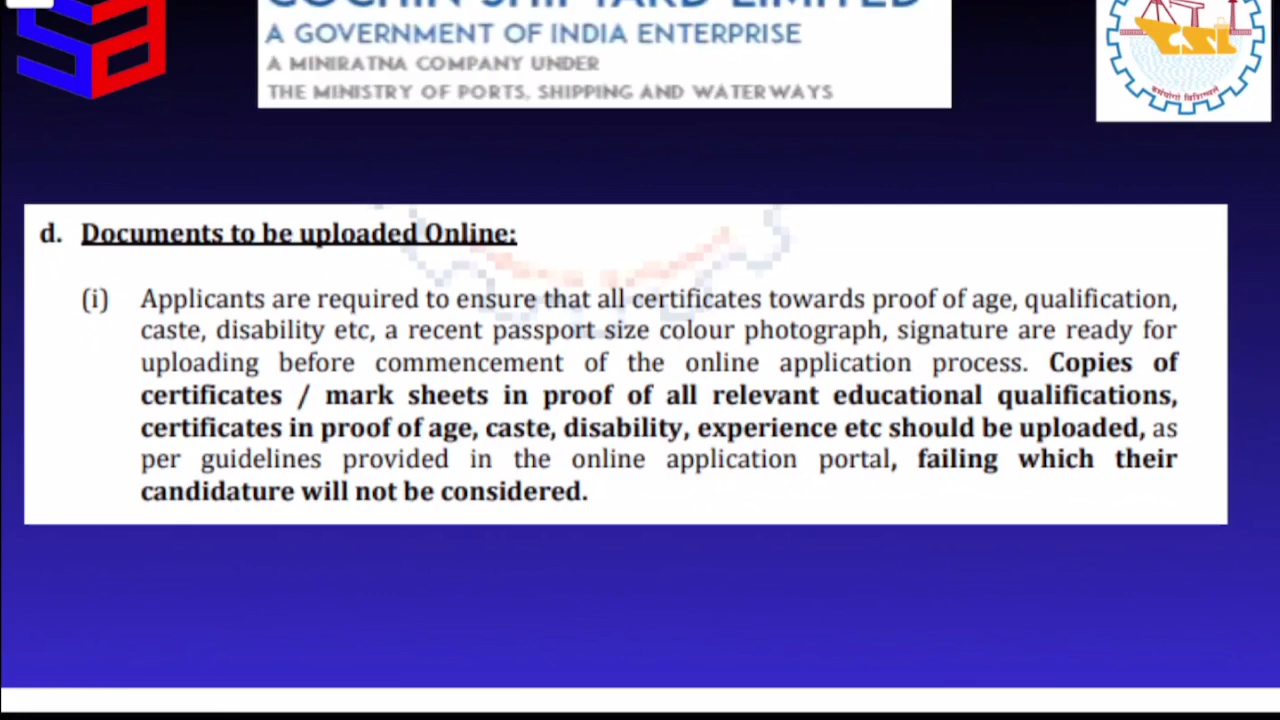 COCHIN SHIPYARD LIMITED
A GOVERNMENT OF INDIA ENTERPRISE
A MINIRATNA COMPANY UNDER
THE MINISTRY OF PORTS, SHIPPING AND WATERWAYS
CSL
d. Documents to be uploaded Online:
(i) Applicants are required to ensure that all certificates towards proof of age, qualification,
caste, disability etc, a recent passport size colour photograph, signature are ready for
uploading before commencement of the online application process. Copies of
certificates / mark sheets in proof of all relevant educational qualifications,
certificates in proof of age, caste, disability, experience etc should be uploaded, as
per guidelines provided in the online application portal, failing which their
candidature will not be considered.